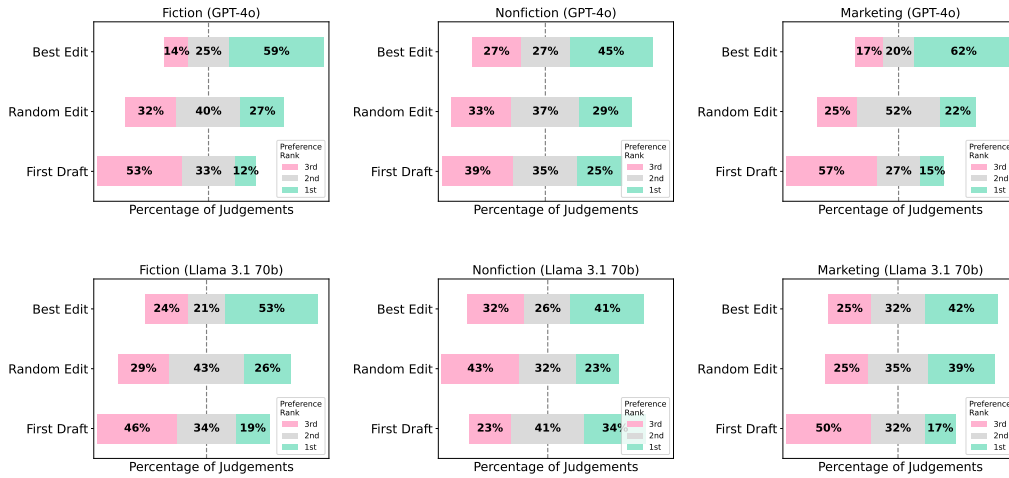 Fiction (GPT-4o)
Best Edit
14% 25% 59%
Random Edit
32% 40% 27%
First Draft
53% 33% 12%
Preference
Rank
3rd
2nd
1st
Percentage of Judgements
Nonfiction (GPT-4o)
27% 27% 45%
33% 37% 29%
39% 35% 25%
Preference
Rank
3rd
2nd
1st
Percentage of Judgements
Marketing (GPT-4o)
Best Edit
17% 20% 62%
Random Edit
25% 52% 22%
First Draft
57% 27% 15%
Preference
Rank
3rd
2nd
1st
Percentage of Judgements
Fiction (Llama 3.1 70b)
Best Edit
24% 21% 53%
Random Edit
29% 43% 26%
First Draft
46% 34% 19%
Preference
Rank
3rd
2nd
1st
Percentage of Judgements
Nonfiction (Llama 3.1 70b)
Best Edit
32% 26% 41%
Random Edit
43% 32% 23%
First Draft
23% 41% 34%
Preference
Rank
3rd
2nd
1st
Percentage of Judgements
Marketing (Llama 3.1 70b)
Best Edit
25% 32% 42%
Random Edit
25% 35% 39%
First Draft
50% 32% 17%
Preference
Rank
3rd
2nd
1st
Percentage of Judgements